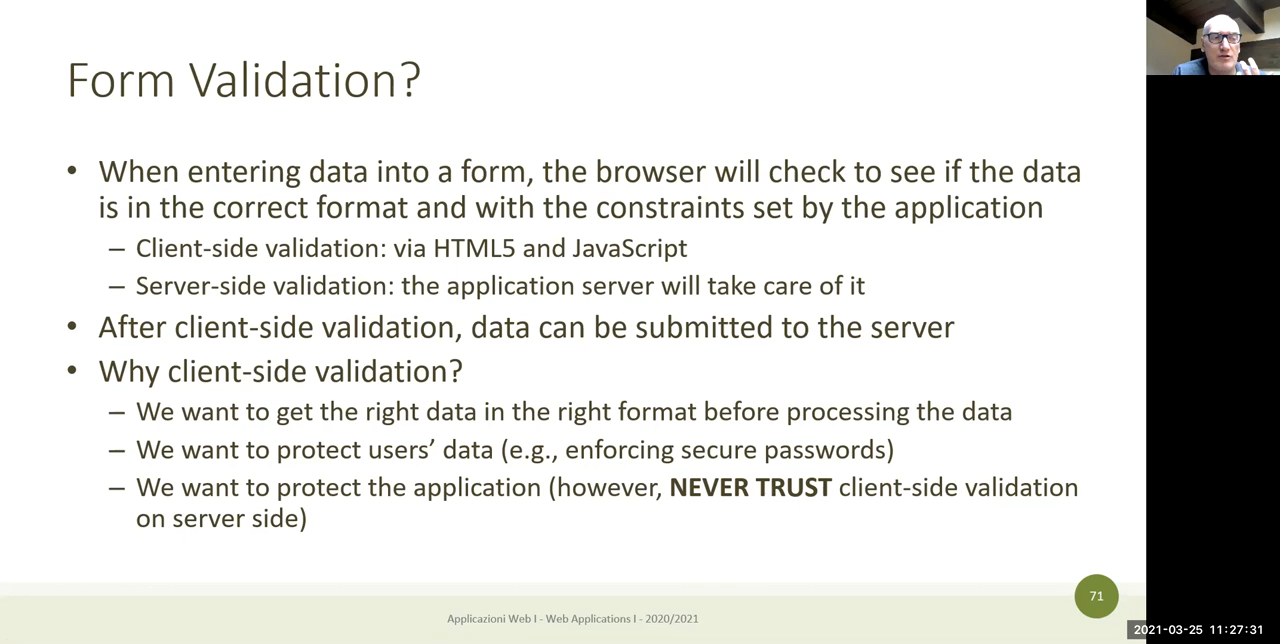 Form Validation?
• When entering data into a form, the browser will check to see if the data
is in the correct format and with the constraints set by the application
– Client-side validation: via HTML5 and JavaScript
– Server-side validation: the application server will take care of it
• After client-side validation, data can be submitted to the server
• Why client-side validation?
– We want to get the right data in the right format before processing the data
– We want to protect users’ data (e.g., enforcing secure passwords)
– We want to protect the application (however, NEVER TRUST client-side validation
on server side)
71
Applicazioni Web I - Web Applications I - 2020/2021
2021-03-25 11:27:31